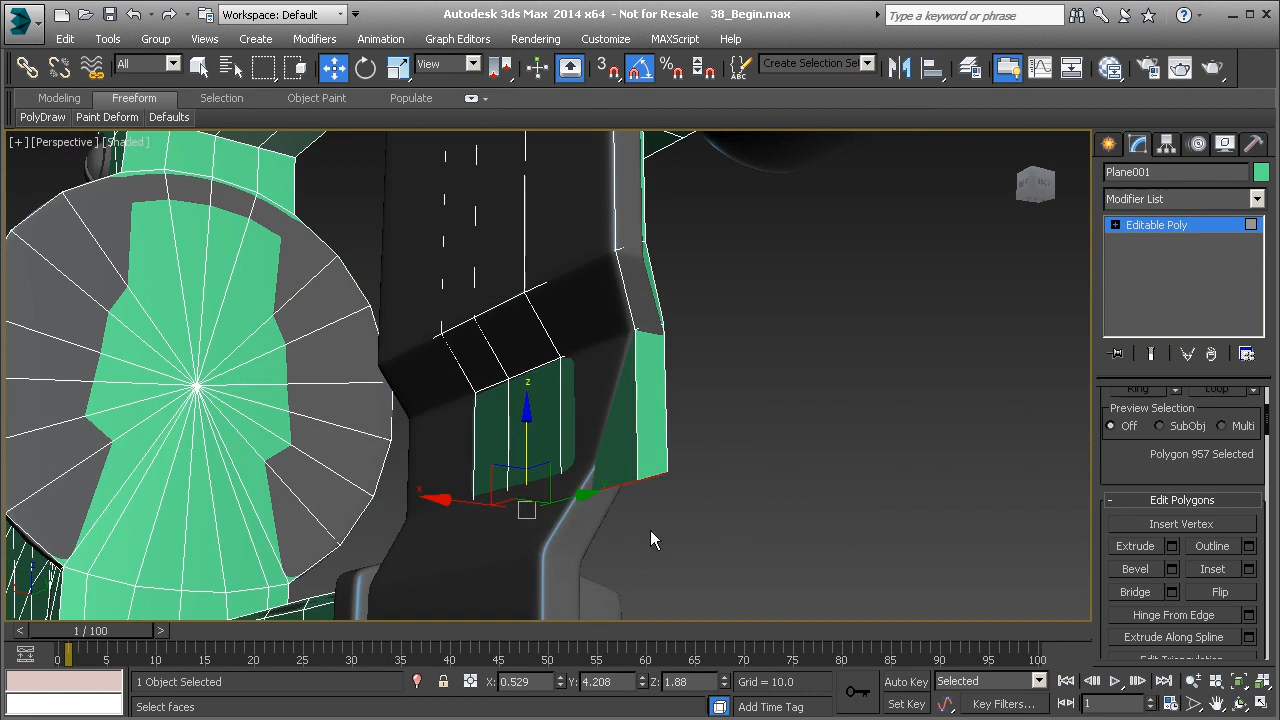 Workspace: Default
Autodesk 3ds Max 2014 x64 - Not for Resale 38_Begin.max
Type a keyword or phrase
Edit Tools Group Views Create Modifiers Animation Graph Editors Rendering Customize MAXScript Help
All
View
3
Create Selection Se
ABC
Modeling Freeform Selection Object Paint Populate
PolyDraw Paint Deform Defaults
[+] [Perspective] [Shaded]
Plane001
Modifier List
Editable Poly
z
x
y
Ring Loop
Preview Selection
Off SubObj Multi
Polygon 957 Selected
Edit Polygons
Insert Vertex
Extrude Outline
Bevel Inset
Bridge Flip
Hinge From Edge
Extrude Along Spline
< 1 / 100 >
0 5 10 15 20 25 30 35 40 45 50 55 60 65 70 75 80 85 90 95 100
1 Object Selected X: 0.529 Y: 4.208 Z: 1.88 Grid = 10.0 Auto Key Selected
Select faces Add Time Tag Set Key Key Filters... 1